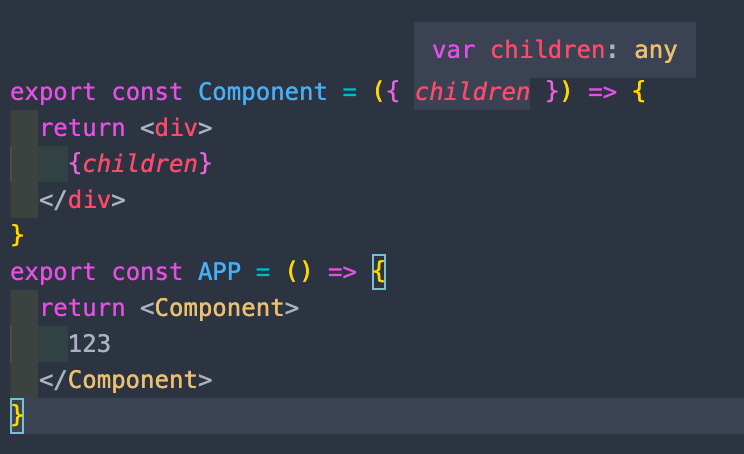 var children: any
export const Component = ({ children }) => {
  return <div>
    {children}
  </div>
}
export const APP = () => {
  return <Component>
    123
  </Component>
}